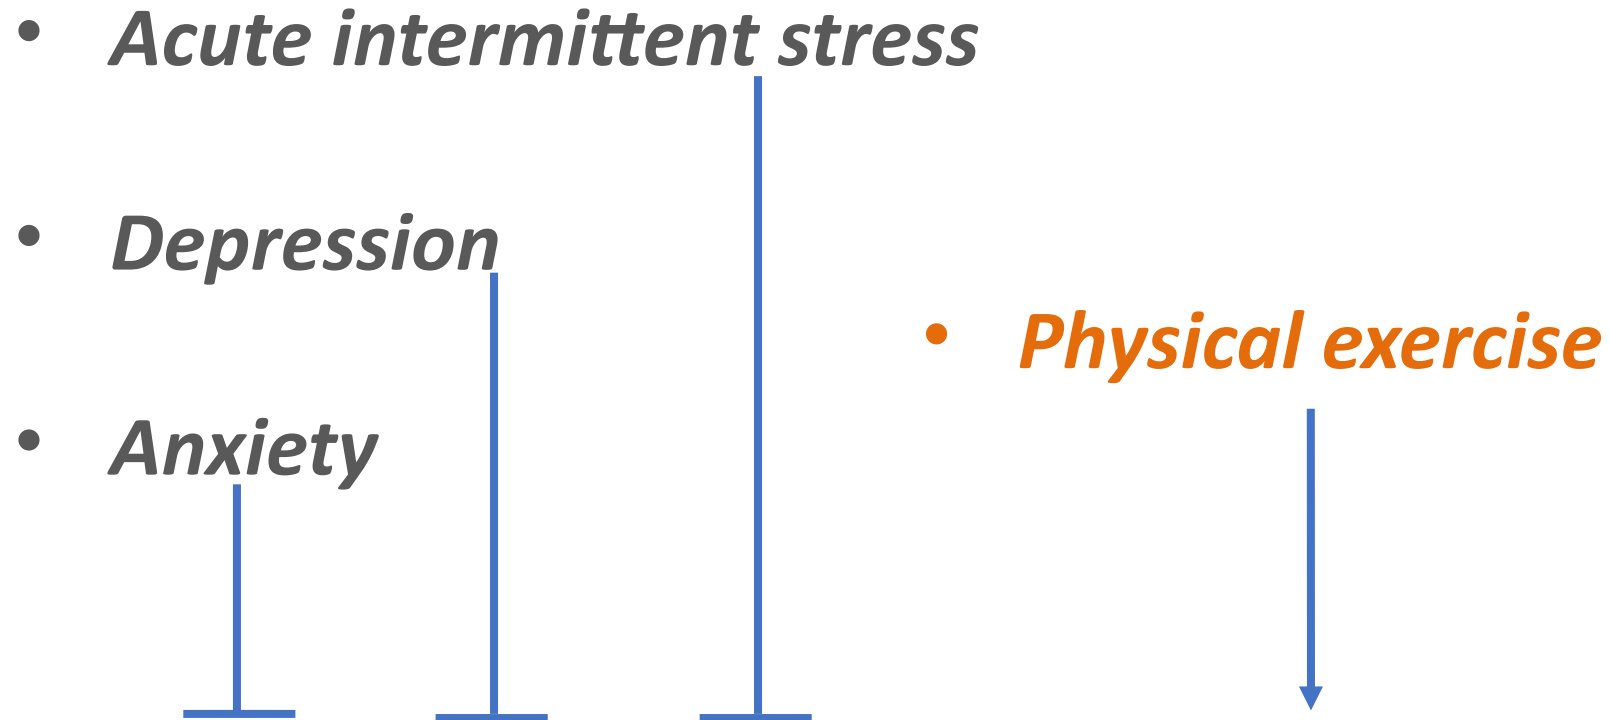 • Acute intermittent stress
• Depression
• Physical exercise
• Anxiety